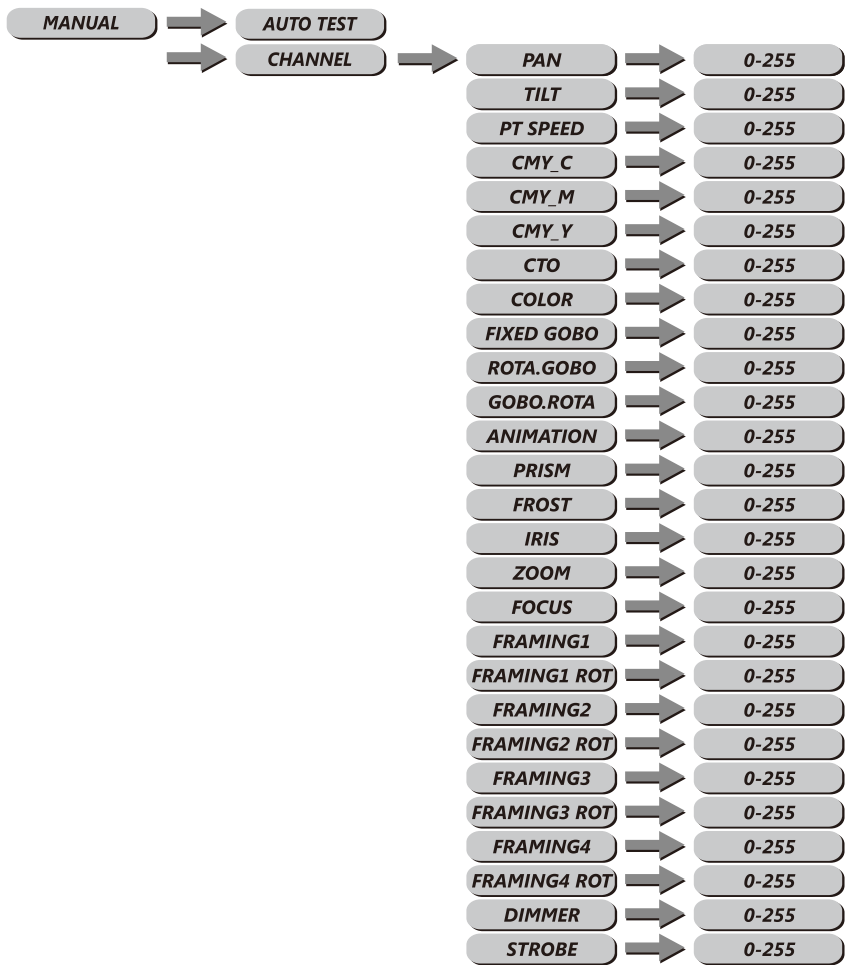 MANUAL AUTO TEST
CHANNEL PAN 0-255
TILT 0-255
PT SPEED 0-255
CMY_C 0-255
CMY_M 0-255
CMY_Y 0-255
CTO 0-255
COLOR 0-255
FIXED GOBO 0-255
ROTA.GOBO 0-255
GOBO.ROTA 0-255
ANIMATION 0-255
PRISM 0-255
FROST 0-255
IRIS 0-255
ZOOM 0-255
FOCUS 0-255
FRAMING1 0-255
FRAMING1 ROT 0-255
FRAMING2 0-255
FRAMING2 ROT 0-255
FRAMING3 0-255
FRAMING3 ROT 0-255
FRAMING4 0-255
FRAMING4 ROT 0-255
DIMMER 0-255
STROBE 0-255